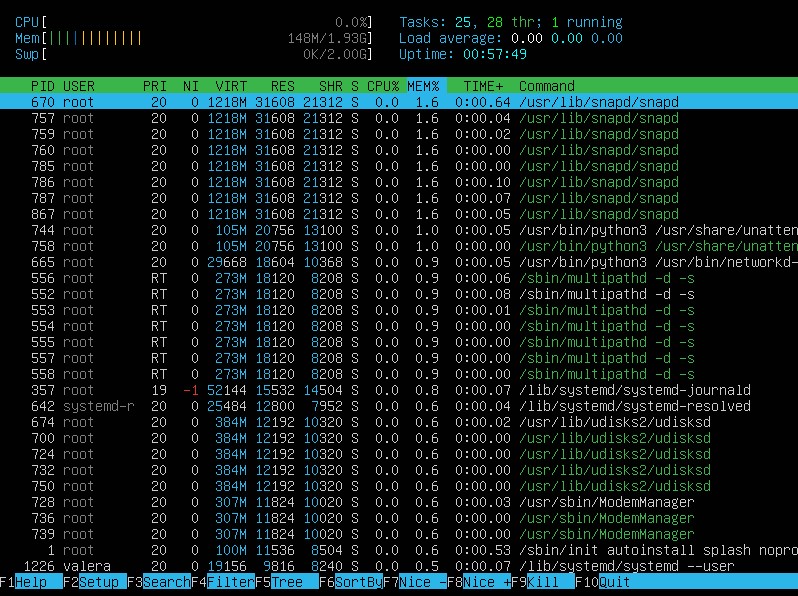 CPU[ 0.0%] Tasks: 25, 28 thr; 1 running
Mem[||||||||||||| 148M/1.93G] Load average: 0.00 0.00 0.00
Swp[ 0K/2.00G] Uptime: 00:57:49
PID USER PRI NI VIRT RES SHR S CPU% MEM% TIME+ Command
670 root 20 0 1218M 31608 21312 S 0.0 1.6 0:00.64 /usr/lib/snapd/snapd
757 root 20 0 1218M 31608 21312 S 0.0 1.6 0:00.04 /usr/lib/snapd/snapd
759 root 20 0 1218M 31608 21312 S 0.0 1.6 0:00.02 /usr/lib/snapd/snapd
760 root 20 0 1218M 31608 21312 S 0.0 1.6 0:00.00 /usr/lib/snapd/snapd
785 root 20 0 1218M 31608 21312 S 0.0 1.6 0:00.00 /usr/lib/snapd/snapd
786 root 20 0 1218M 31608 21312 S 0.0 1.6 0:00.10 /usr/lib/snapd/snapd
787 root 20 0 1218M 31608 21312 S 0.0 1.6 0:00.07 /usr/lib/snapd/snapd
867 root 20 0 1218M 31608 21312 S 0.0 1.6 0:00.05 /usr/lib/snapd/snapd
744 root 20 0 105M 20756 13100 S 0.0 1.0 0:00.05 /usr/bin/python3 /usr/share/unatten
758 root 20 0 105M 20756 13100 S 0.0 1.0 0:00.00 /usr/bin/python3 /usr/share/unatten
665 root 20 0 29668 18604 10368 S 0.0 0.9 0:00.05 /usr/bin/python3 /usr/bin/networkd-
556 root RT 0 273M 18120 8208 S 0.0 0.9 0:00.06 /sbin/multipathd -d -s
552 root RT 0 273M 18120 8208 S 0.0 0.9 0:00.08 /sbin/multipathd -d -s
553 root RT 0 273M 18120 8208 S 0.0 0.9 0:00.01 /sbin/multipathd -d -s
554 root RT 0 273M 18120 8208 S 0.0 0.9 0:00.00 /sbin/multipathd -d -s
555 root RT 0 273M 18120 8208 S 0.0 0.9 0:00.00 /sbin/multipathd -d -s
557 root RT 0 273M 18120 8208 S 0.0 0.9 0:00.00 /sbin/multipathd -d -s
558 root RT 0 273M 18120 8208 S 0.0 0.9 0:00.00 /sbin/multipathd -d -s
357 root 19 -1 52144 15532 14504 S 0.0 0.8 0:00.07 /lib/systemd/systemd-journald
642 systemd-r 20 0 25484 12800 7952 S 0.0 0.6 0:00.04 /lib/systemd/systemd-resolved
674 root 20 0 384M 12192 10320 S 0.0 0.6 0:00.02 /usr/lib/udisks2/udisksd
700 root 20 0 384M 12192 10320 S 0.0 0.6 0:00.00 /usr/lib/udisks2/udisksd
724 root 20 0 384M 12192 10320 S 0.0 0.6 0:00.00 /usr/lib/udisks2/udisksd
732 root 20 0 384M 12192 10320 S 0.0 0.6 0:00.00 /usr/lib/udisks2/udisksd
750 root 20 0 384M 12192 10320 S 0.0 0.6 0:00.00 /usr/lib/udisks2/udisksd
728 root 20 0 307M 11824 10020 S 0.0 0.6 0:00.03 /usr/sbin/ModemManager
736 root 20 0 307M 11824 10020 S 0.0 0.6 0:00.00 /usr/sbin/ModemManager
739 root 20 0 307M 11824 10020 S 0.0 0.6 0:00.00 /usr/sbin/ModemManager
1 root 20 0 100M 11536 8504 S 0.0 0.6 0:00.53 /sbin/init autoinstall splash nopro
1226 valera 20 0 19156 9816 8240 S 0.0 0.5 0:00.07 /lib/systemd/systemd --user
F1Help F2Setup F3SearchF4FilterF5Tree F6SortByF7Nice -F8Nice +F9Kill F10Quit